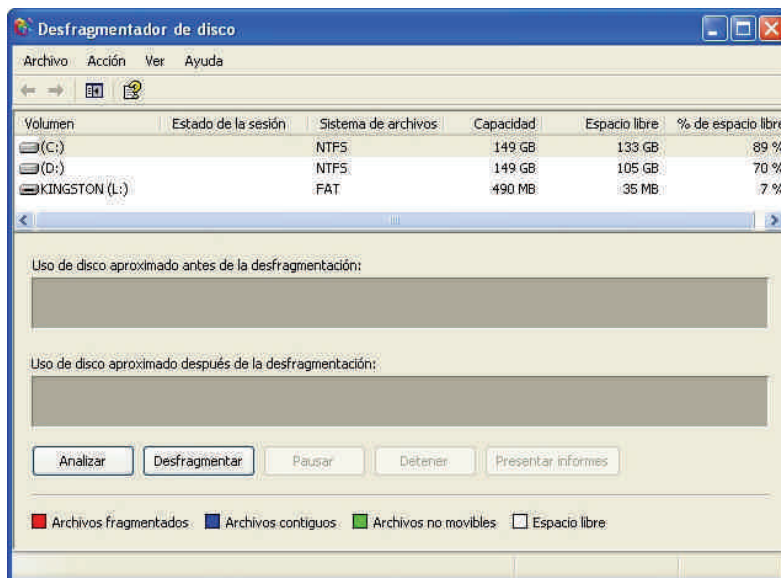 Desfragmentador de disco
Archivo Acción Ver Ayuda
Volumen Estado de la sesión Sistema de archivos Capacidad Espacio libre % de espacio libre
(C:) NTFS 149 GB 133 GB 89 %
(D:) NTFS 149 GB 105 GB 70 %
KINGSTON (L:) FAT 490 MB 35 MB 7 %
Uso de disco aproximado antes de la desfragmentación:
Uso de disco aproximado después de la desfragmentación:
Analizar Desfragmentar Pausar Detener Presentar informes
Archivos fragmentados Archivos contiguos Archivos no movibles Espacio libre